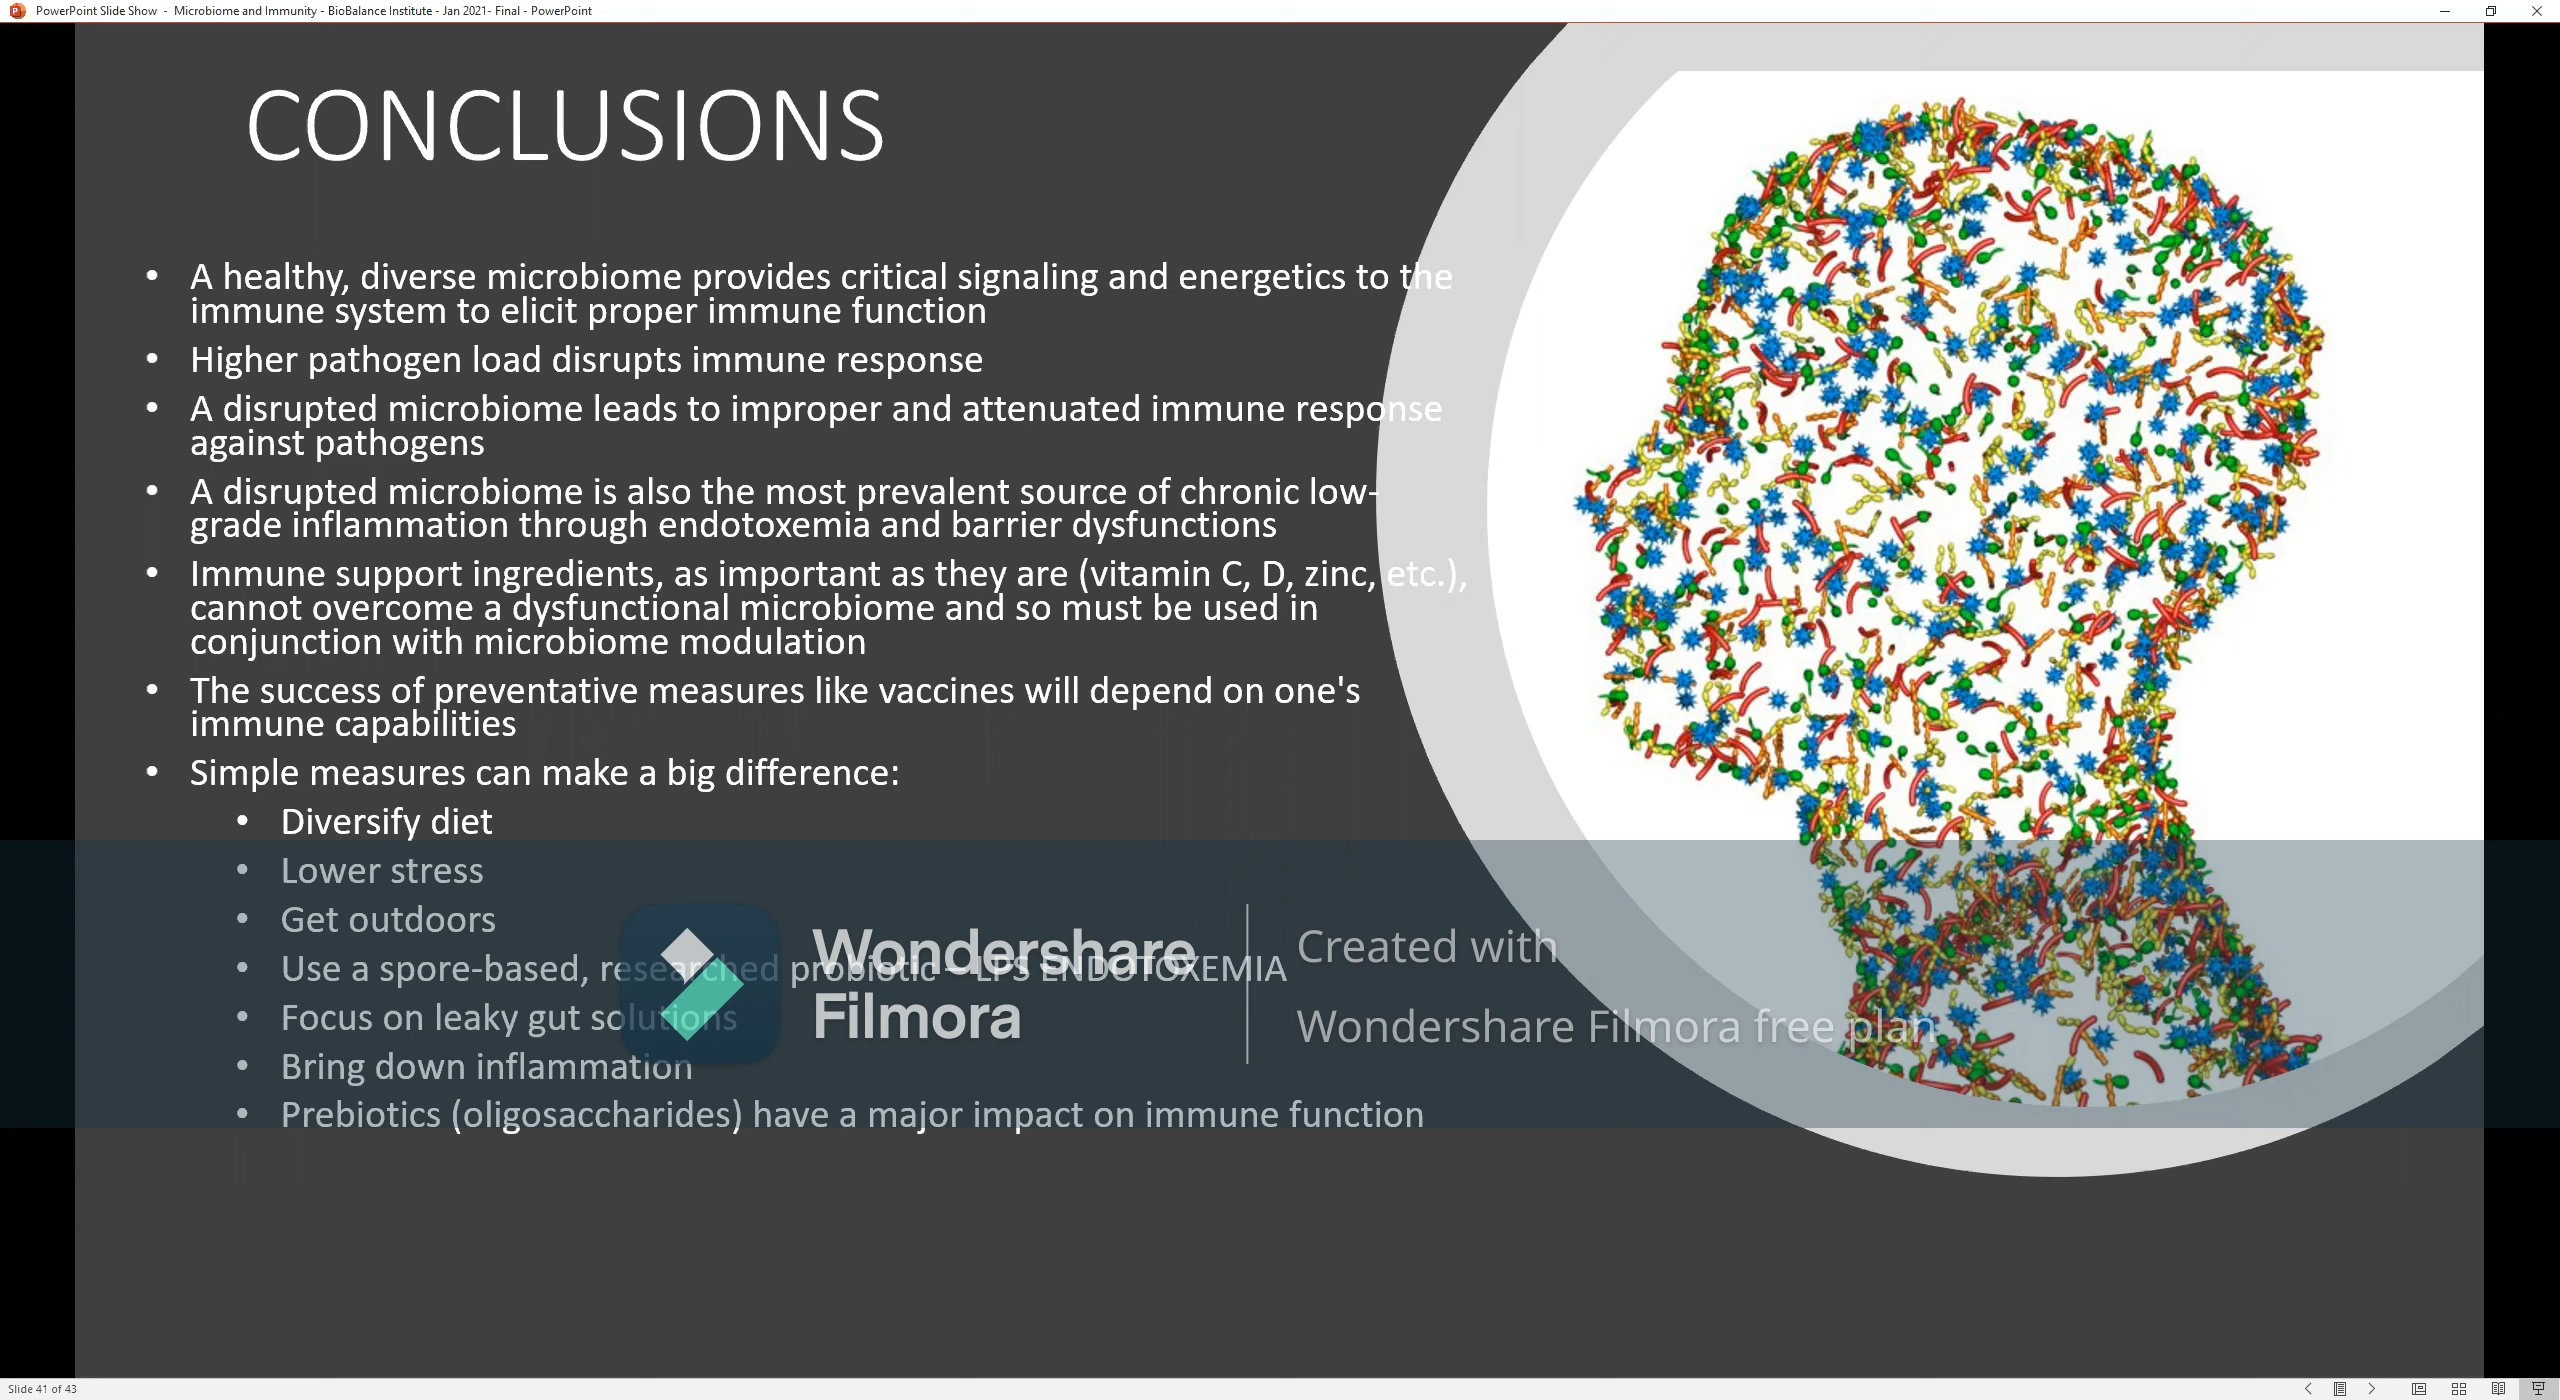 PowerPoint Slide Show - Microbiome and Immunity - BioBalance Institute - Jan 2021- Final - PowerPoint
CONCLUSIONS
• A healthy, diverse microbiome provides critical signaling and energetics to the
immune system to elicit proper immune function
• Higher pathogen load disrupts immune response
• A disrupted microbiome leads to improper and attenuated immune response
against pathogens
• A disrupted microbiome is also the most prevalent source of chronic low-
grade inflammation through endotoxemia and barrier dysfunctions
• Immune support ingredients, as important as they are (vitamin C, D, zinc, etc.),
cannot overcome a dysfunctional microbiome and so must be used in
conjunction with microbiome modulation
• The success of preventative measures like vaccines will depend on one's
immune capabilities
• Simple measures can make a big difference:
• Diversify diet
• Lower stress
• Get outdoors
• Use a spore-based, researched probiotic – LPS ENDOTOXEMIA
• Focus on leaky gut solutions
• Bring down inflammation
• Prebiotics (oligosaccharides) have a major impact on immune function
Wondershare
Filmora
Created with
Wondershare Filmora free plan
Slide 41 of 43